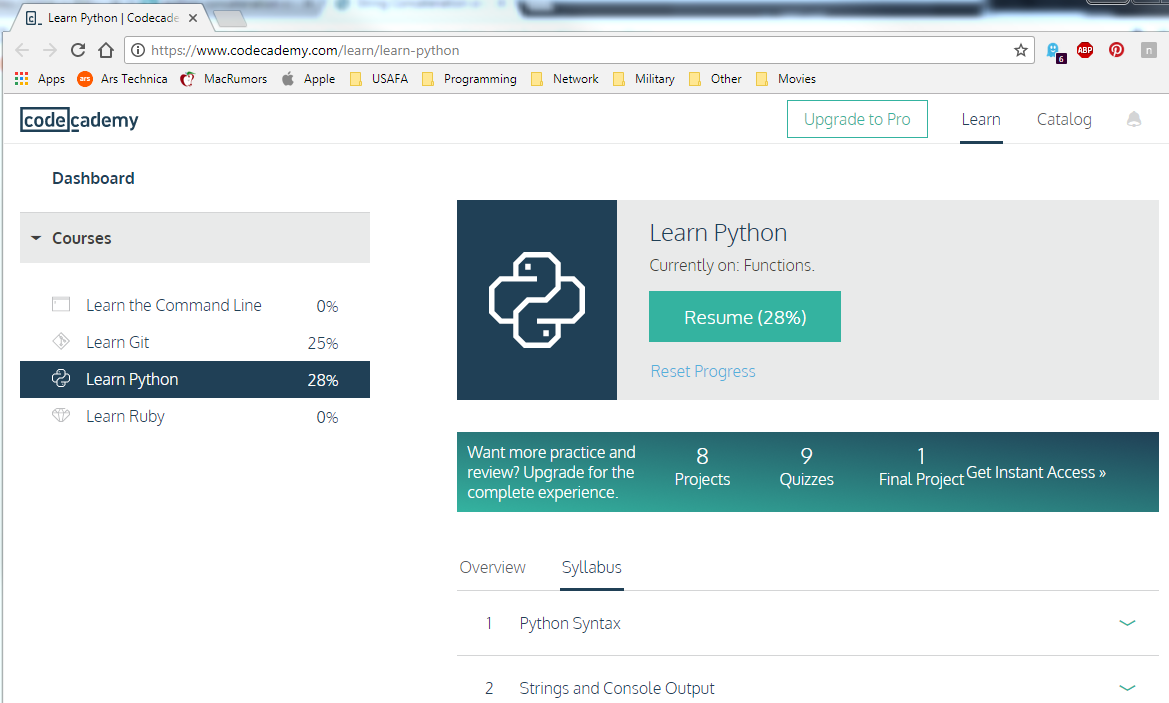 Learn Python | Codecade
https://www.codecademy.com/learn/learn-python
6
ABP
n
Apps
ars
Ars Technica
MacRumors
Apple
USAFA
Programming
Network
Military
Other
Movies
codecademy
Upgrade to Pro
Learn
Catalog
Dashboard
Courses
Learn the Command Line 0%
Learn Git 25%
Learn Python 28%
Learn Ruby 0%
Learn Python
Currently on: Functions.
Resume (28%)
Reset Progress
Want more practice and
review? Upgrade for the
complete experience.
8
Projects
9
Quizzes
1
Final Project
Get Instant Access »
Overview
Syllabus
1 Python Syntax
2 Strings and Console Output